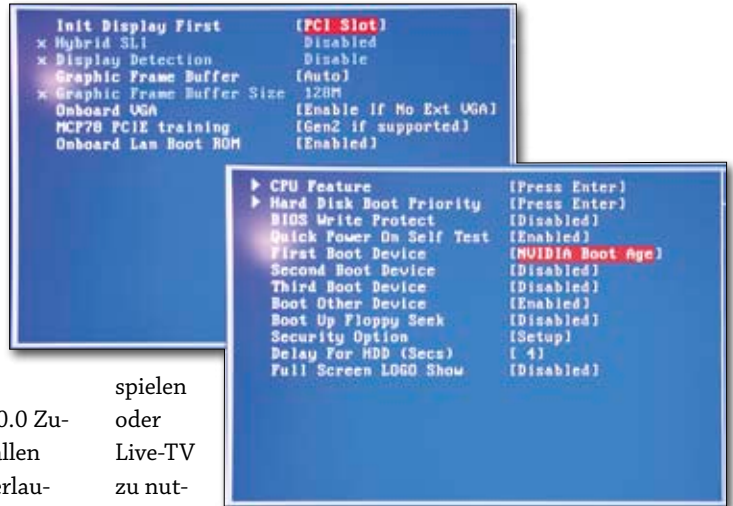 Init Display First [PCI Slot]
x Hybrid SLI Disabled
x Display Detection Disable
Graphic Frame Buffer [Auto]
x Graphic Frame Buffer Size 128M
Onboard VGA [Enable If No Ext VGA]
MCP78 PCIE training [Gen2 if supported]
Onboard Lan Boot ROM [Enabled]
▶ CPU Feature [Press Enter]
▶ Hard Disk Boot Priority [Press Enter]
BIOS Write Protect [Disabled]
Quick Power On Self Test [Enabled]
First Boot Device [NVIDIA Boot Age]
Second Boot Device [Disabled]
Third Boot Device [Disabled]
Boot Other Device [Enabled]
Boot Up Floppy Seek [Disabled]
Security Option [Setup]
Delay For HDD (Secs) [ 4]
Full Screen LOGO Show [Disabled]
0.0 Zu-
allen
erlau-
spielen
oder
Live-TV
zu nut-